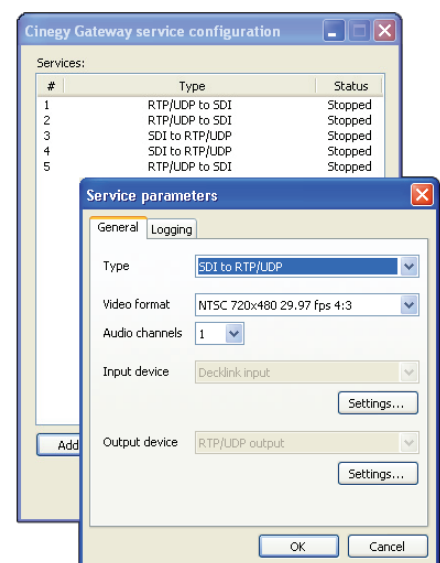 Cinegy Gateway service configuration
Services:
# Type Status
1 RTP/UDP to SDI Stopped
2 RTP/UDP to SDI Stopped
3 SDI to RTP/UDP Stopped
4 SDI to RTP/UDP Stopped
5 RTP/UDP to SDI Stopped
Add
Service parameters
General Logging
Type SDI to RTP/UDP
Video format NTSC 720x480 29.97 fps 4:3
Audio channels 1
Input device Decklink input
Settings...
Output device RTP/UDP output
Settings...
OK Cancel